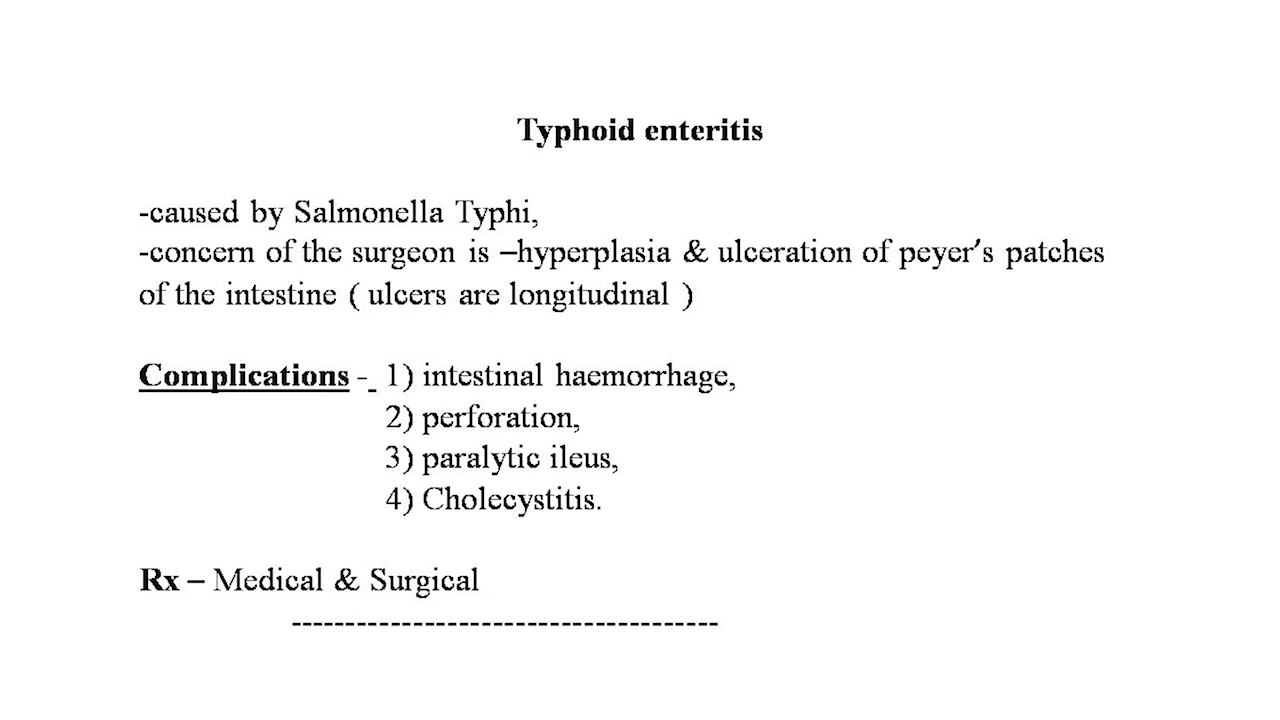 Typhoid enteritis
-caused by Salmonella Typhi,
-concern of the surgeon is –hyperplasia & ulceration of peyer’s patches
of the intestine ( ulcers are longitudinal )
Complications -_ 1) intestinal haemorrhage,
2) perforation,
3) paralytic ileus,
4) Cholecystitis.
Rx – Medical & Surgical
-------------------------------------